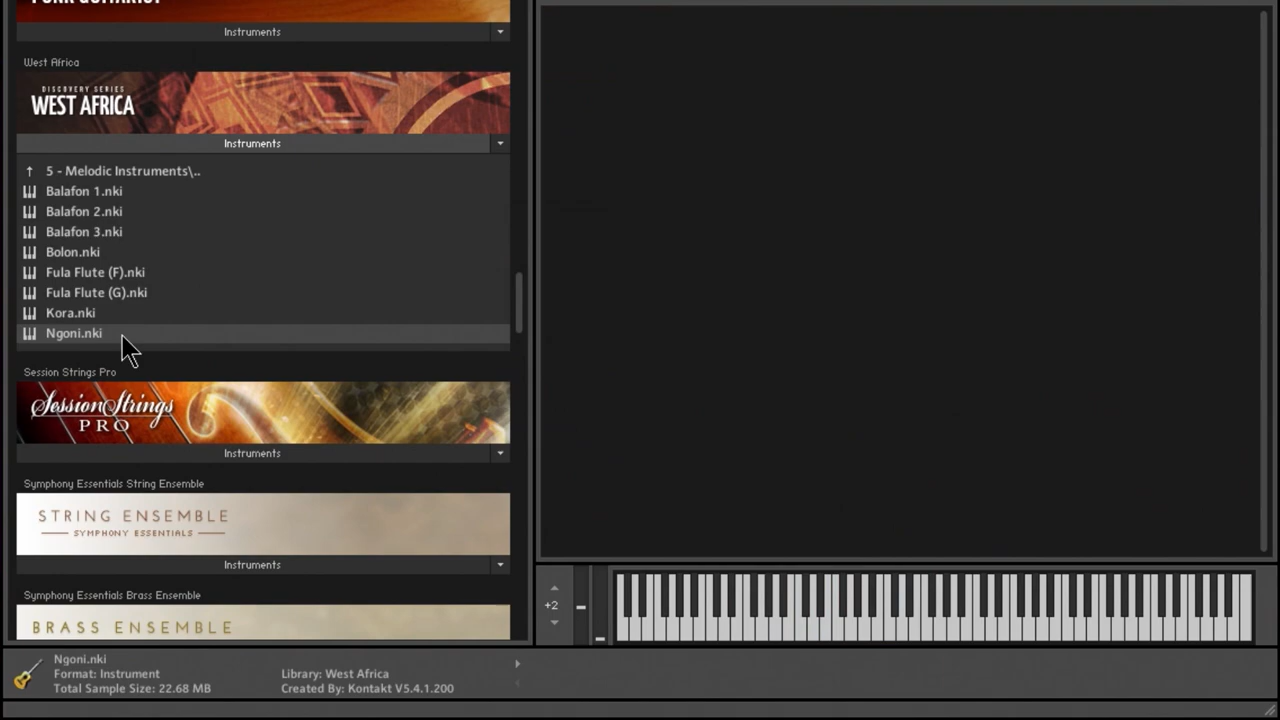 Instruments
West Africa
DISCOVERY SERIES
WEST AFRICA
Instruments
5 - Melodic Instruments\..
Balafon 1.nki
Balafon 2.nki
Balafon 3.nki
Bolon.nki
Fula Flute (F).nki
Fula Flute (G).nki
Kora.nki
Ngoni.nki
Session Strings Pro
Session Strings
PRO
Instruments
Symphony Essentials String Ensemble
STRING ENSEMBLE
SYMPHONY ESSENTIALS
Instruments
Symphony Essentials Brass Ensemble
BRASS ENSEMBLE
+2
Ngoni.nki
Format: Instrument
Total Sample Size: 22.68 MB
Library: West Africa
Created By: Kontakt V5.4.1.200